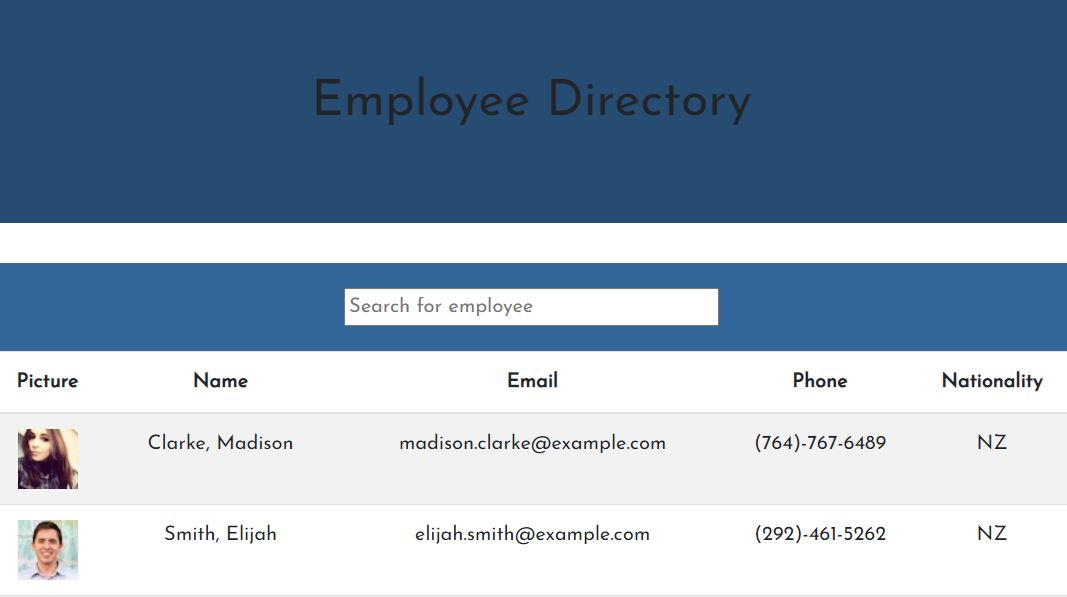 Employee Directory
Search for employee
Picture Name Email Phone Nationality
Clarke, Madison madison.clarke@example.com (764)-767-6489 NZ
Smith, Elijah elijah.smith@example.com (292)-461-5262 NZ